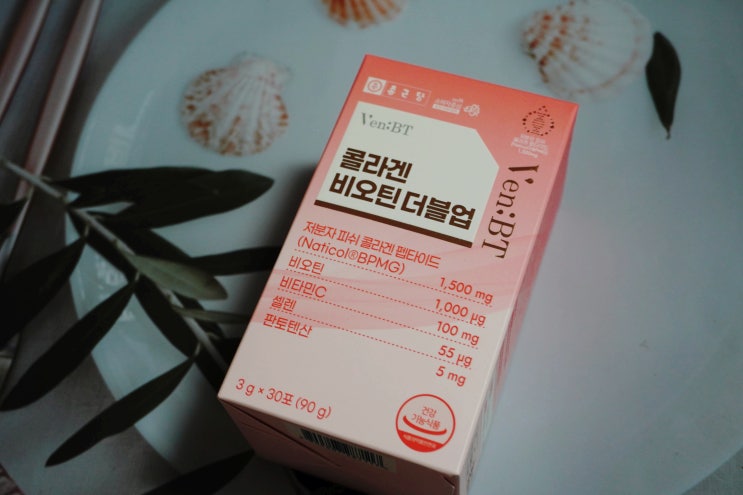 종근당
Ven:BT
콜라겐
비오틴 더블업
저분자 피쉬 콜라겐 펩타이드
(Naticol®BPMG) 1,500 mg
비오틴 1,000 μg
비타민C 100 mg
셀렌 55 μg
판토텐산 5 mg
3 g × 30포 (90 g)
건강
기능식품
Ven:BT